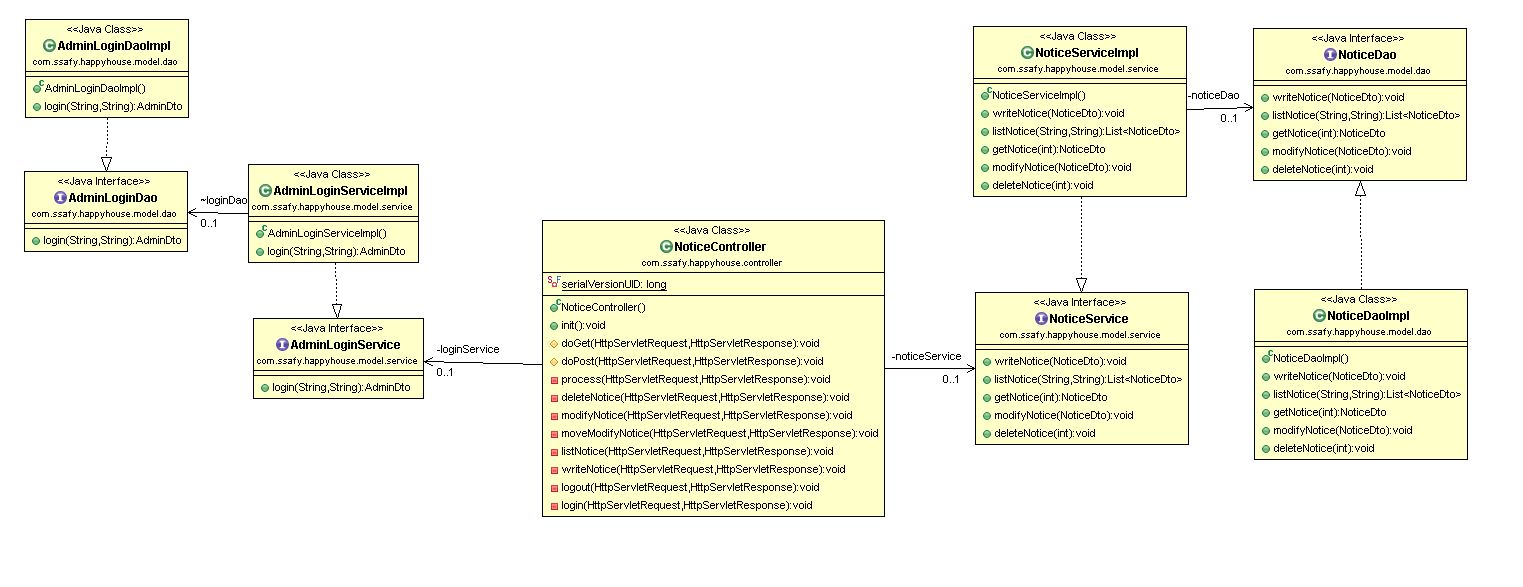 <<Java Class>>
AdminLoginDaoImpl
com.ssafy.happyhouse.model.dao
AdminLoginDaoImpl()
login(String,String):AdminDto
<<Java Interface>>
AdminLoginDao
com.ssafy.happyhouse.model.dao
login(String,String):AdminDto
~loginDao
0..1
<<Java Class>>
AdminLoginServiceImpl
com.ssafy.happyhouse.model.service
AdminLoginServiceImpl()
login(String,String):AdminDto
<<Java Interface>>
AdminLoginService
com.ssafy.happyhouse.model.service
login(String,String):AdminDto
-loginService
0..1
<<Java Class>>
NoticeController
com.ssafy.happyhouse.controller
serialVersionUID: long
NoticeController()
init():void
doGet(HttpServletRequest,HttpServletResponse):void
doPost(HttpServletRequest,HttpServletResponse):void
process(HttpServletRequest,HttpServletResponse):void
deleteNotice(HttpServletRequest,HttpServletResponse):void
modifyNotice(HttpServletRequest,HttpServletResponse):void
moveModifyNotice(HttpServletRequest,HttpServletResponse):void
listNotice(HttpServletRequest,HttpServletResponse):void
writeNotice(HttpServletRequest,HttpServletResponse):void
logout(HttpServletRequest,HttpServletResponse):void
login(HttpServletRequest,HttpServletResponse):void
-noticeService
0..1
<<Java Class>>
NoticeServiceImpl
com.ssafy.happyhouse.model.service
NoticeServiceImpl()
writeNotice(NoticeDto):void
listNotice(String,String):List<NoticeDto>
getNotice(int):NoticeDto
modifyNotice(NoticeDto):void
deleteNotice(int):void
-noticeDao
0..1
<<Java Interface>>
NoticeDao
com.ssafy.happyhouse.model.dao
writeNotice(NoticeDto):void
listNotice(String,String):List<NoticeDto>
getNotice(int):NoticeDto
modifyNotice(NoticeDto):void
deleteNotice(int):void
<<Java Interface>>
NoticeService
com.ssafy.happyhouse.model.service
writeNotice(NoticeDto):void
listNotice(String,String):List<NoticeDto>
getNotice(int):NoticeDto
modifyNotice(NoticeDto):void
deleteNotice(int):void
<<Java Class>>
NoticeDaoImpl
com.ssafy.happyhouse.model.dao
NoticeDaoImpl()
writeNotice(NoticeDto):void
listNotice(String,String):List<NoticeDto>
getNotice(int):NoticeDto
modifyNotice(NoticeDto):void
deleteNotice(int):void